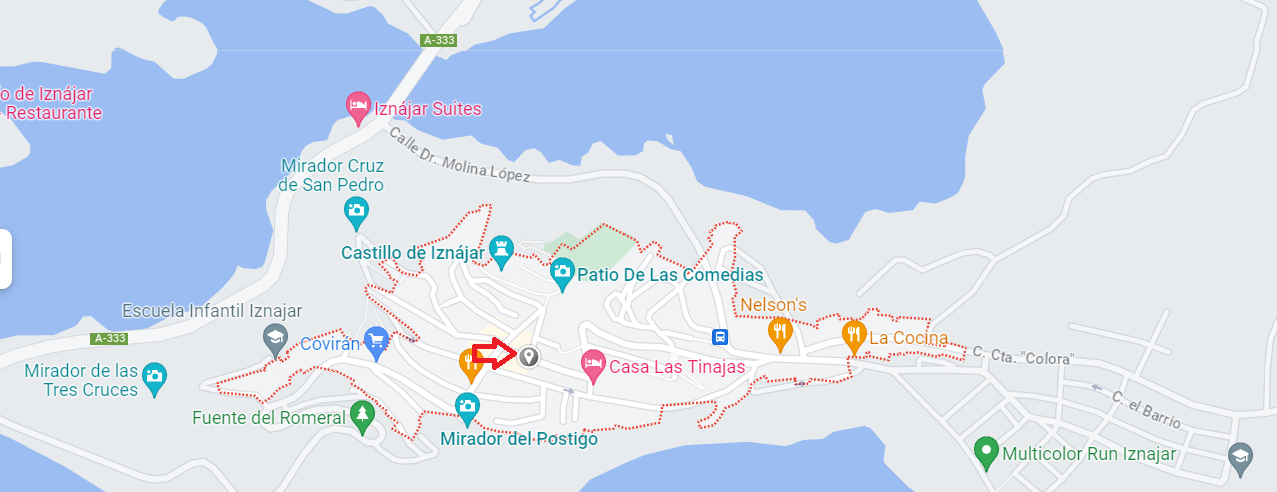 A-333
o de Iznájar
Restaurante
Iznájar Suites
Calle Dr. Molina López
Mirador Cruz
de San Pedro
Castillo de Iznájar
Patio De Las Comedias
Escuela Infantil Iznajar
Nelson's
A-333
Covirán
La Cocina
C. Cta. "Colora"
Mirador de las
Tres Cruces
Casa Las Tinajas
C. el Barrio
Fuente del Romeral
Mirador del Postigo
Multicolor Run Iznajar